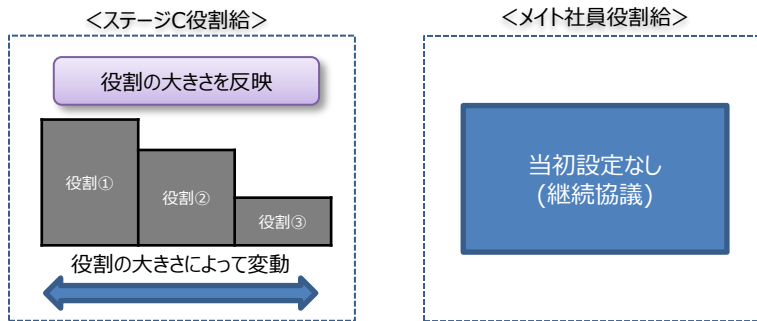 ＜ステージC役割給＞
役割の大きさを反映
役割①
役割②
役割③
役割の大きさによって変動
＜メイト社員役割給＞
当初設定なし
(継続協議)